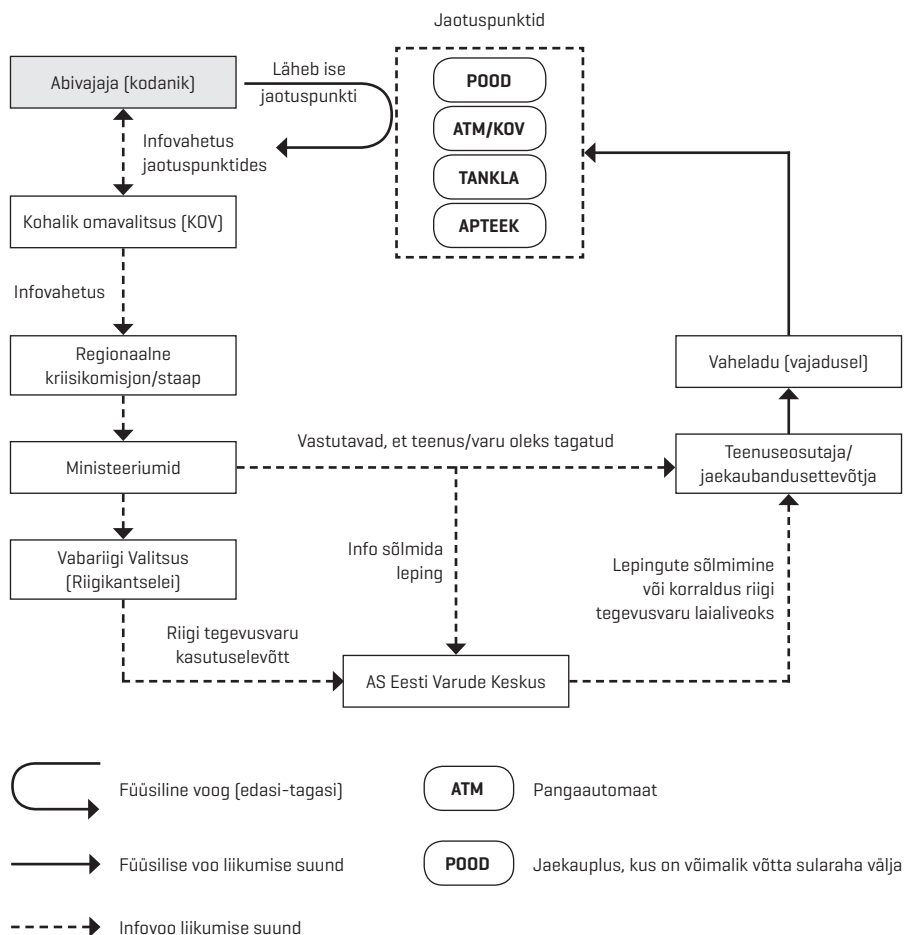 Jaotuspunktid
Abivajaja (kodanik)
Läheb ise
jaotuspunkti
POOD
ATM/KOV
TANKLA
APTEEK
Infovahetus
jaotuspunktides
Kohalik omavalitsus (KOV)
Infovahetus
Regionaalne
kriisikomisjon/staap
Vaheladu (vajadusel)
Ministeeriumid
Vastutavad, et teenus/varu oleks tagatud
Teenuseosutaja/
jaekaubandusettevõtja
Vabariigi Valitsus
(Riigikantselei)
Info sõlmida
leping
Lepingute sõlmimine
või korraldus riigi
tegevusvaru laialiveoks
Riigi tegevusvaru
kasutuselevõtt
AS Eesti Varude Keskus
Füüsiline voog (edasi-tagasi)
ATM
Pangaautomaat
Füüsilise voo liikumise suund
POOD
Jaekauplus, kus on võimalik võtta sularaha välja
Infovoo liikumise suund